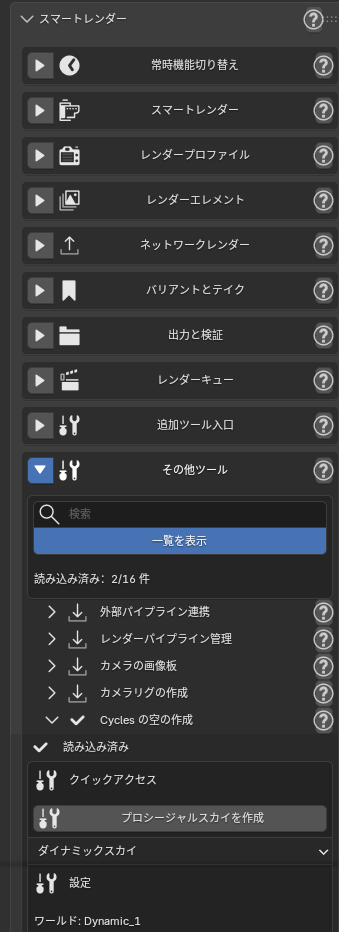 スマートレンダー
常時機能切り替え
スマートレンダー
レンダープロファイル
レンダーエレメント
ネットワークレンダー
バリアントとテイク
出力と検証
レンダーキュー
追加ツール入口
その他ツール
検索
一覧を表示
読み込み済み: 2/16 件
外部パイプライン連携
レンダーパイプライン管理
カメラの画像板
カメラリグの作成
Cycles の空の作成
読み込み済み
クイックアクセス
プロシージャルスカイを作成
ダイナミックスカイ
設定
ワールド: Dynamic_1